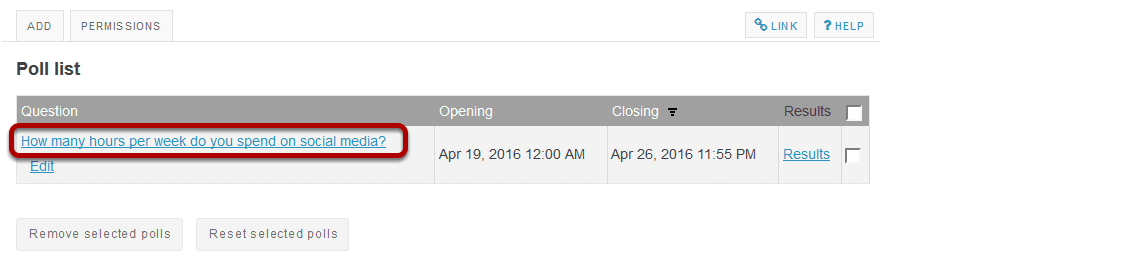 ADD PERMISSIONS LINK ? HELP
Poll list
Question Opening Closing Results
How many hours per week do you spend on social media?
Apr 19, 2016 12:00 AM Apr 26, 2016 11:55 PM Results
Edit
Remove selected polls Reset selected polls